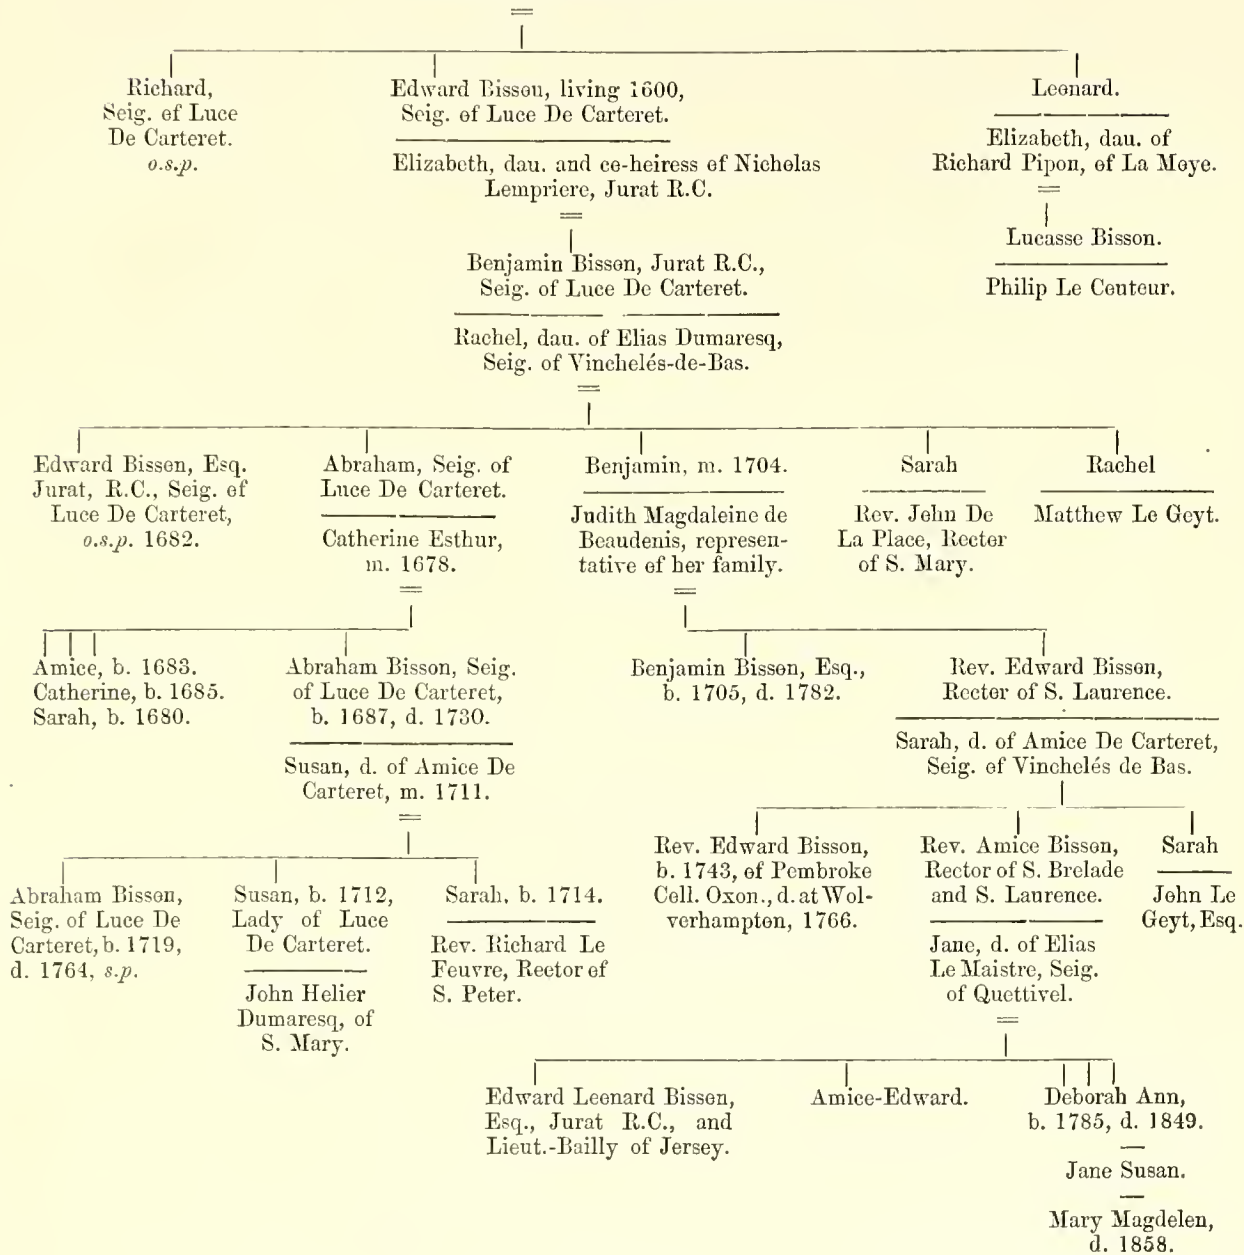 Richard,
Seig. of Luce
De Carteret.
o.s.p.
Edward Bisson, living 1600,
Seig. of Luce De Carteret.
Elizabeth, dau. and co-heiress of Nicholas
Lempriere, Jurat R.C.
Leonard.
Elizabeth, dau. of
Richard Pipon, of La Moye.
Lucasse Bisson.
Philip Le Couteur.
Benjamin Bisson, Jurat R.C.,
Seig. of Luce De Carteret.
Rachel, dau. of Elias Dumaresq,
Seig. of Vinchelés-de-Bas.
Edward Bisson, Esq.
Jurat, R.C., Seig. of
Luce De Carteret,
o.s.p. 1682.
Abraham, Seig. of
Luce De Carteret.
Catherine Esthur,
m. 1678.
Benjamin, m. 1704.
Judith Magdaleine de
Beaudenis, represen-
tative of her family.
Sarah
Rev. John De
La Place, Rector
of S. Mary.
Rachel
Matthew Le Geyt.
Amice, b. 1683.
Catherine, b. 1685.
Sarah, b. 1680.
Abraham Bisson, Seig.
of Luce De Carteret,
b. 1687, d. 1730.
Susan, d. of Amice De
Carteret, m. 1711.
Benjamin Bisson, Esq.,
b. 1705, d. 1782.
Rev. Edward Bisson,
Rector of S. Laurence.
Sarah, d. of Amice De Carteret,
Seig. of Vinchelés de Bas.
Abraham Bisson,
Seig. of Luce De
Carteret, b. 1719,
d. 1764, s.p.
Susan, b. 1712,
Lady of Luce
De Carteret.
John Helier
Dumaresq, of
S. Mary.
Sarah, b. 1714.
Rev. Richard Le
Feuvre, Rector of
S. Peter.
Rev. Edward Bisson,
b. 1743, of Pembroke
Coll. Oxon., d. at Wol-
verhampton, 1766.
Rev. Amice Bisson,
Rector of S. Brelade
and S. Laurence.
Jane, d. of Elias
Le Maistre, Seig.
of Quettivel.
Sarah
John Le
Geyt, Esq.
Edward Leonard Bisson,
Esq., Jurat R.C., and
Lieut.-Bailly of Jersey.
Amice-Edward.
Deborah Ann,
b. 1785, d. 1849.
Jane Susan.
Mary Magdelen,
d. 1858.